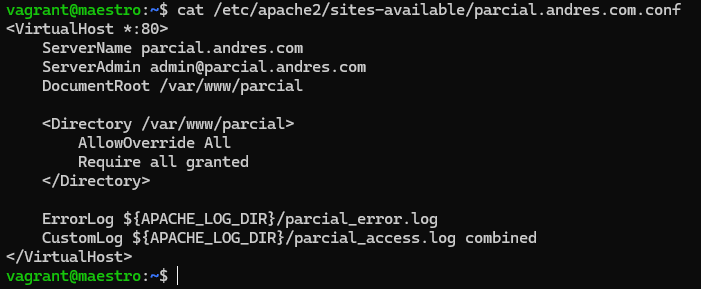 vagrant@maestro:~$ cat /etc/apache2/sites-available/parcial.andres.com.conf
<VirtualHost *:80>
    ServerName parcial.andres.com
    ServerAdmin admin@parcial.andres.com
    DocumentRoot /var/www/parcial

    <Directory /var/www/parcial>
        AllowOverride All
        Require all granted
    </Directory>

    ErrorLog ${APACHE_LOG_DIR}/parcial_error.log
    CustomLog ${APACHE_LOG_DIR}/parcial_access.log combined
</VirtualHost>
vagrant@maestro:~$